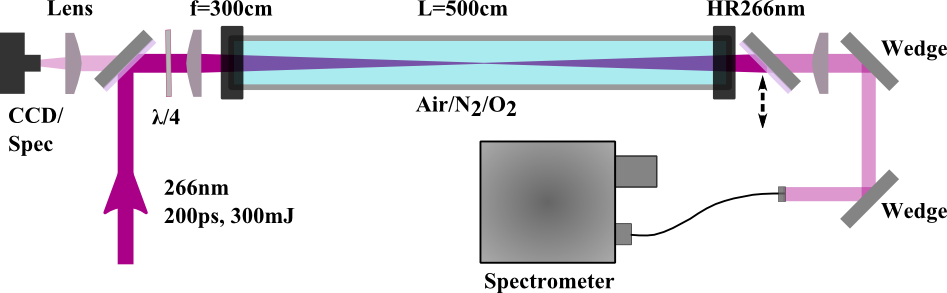 Lens
f=300cm
L=500cm
HR266nm
Wedge
CCD/
Spec
λ/4
Air/N2/O2
266nm
200ps, 300mJ
Wedge
Spectrometer